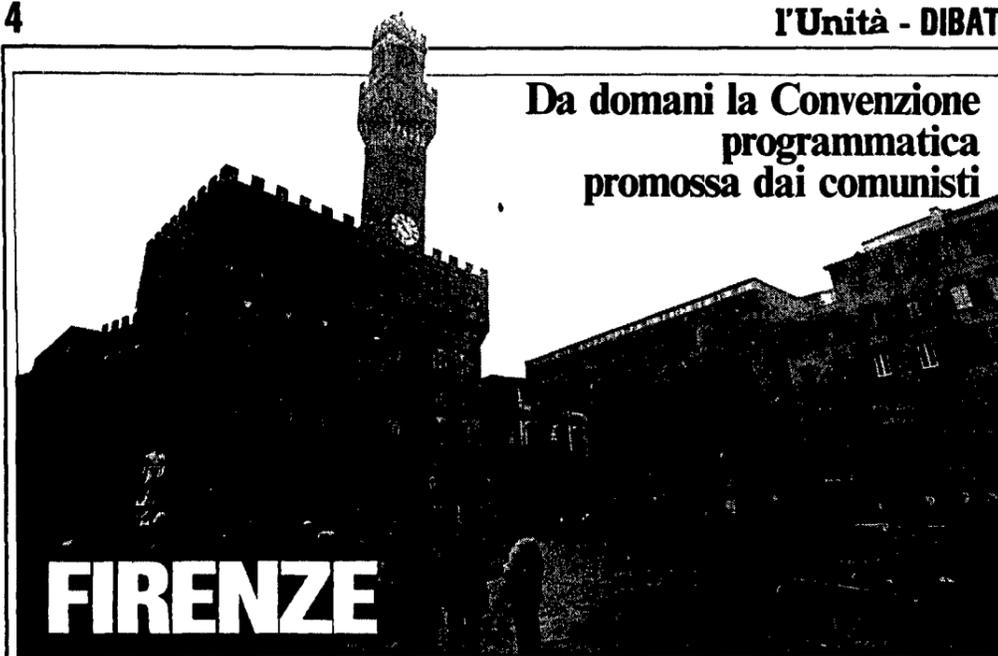 4
l'Unità - DIBAT
Da domani la Convenzione
programmatica
promossa dai comunisti
FIRENZE